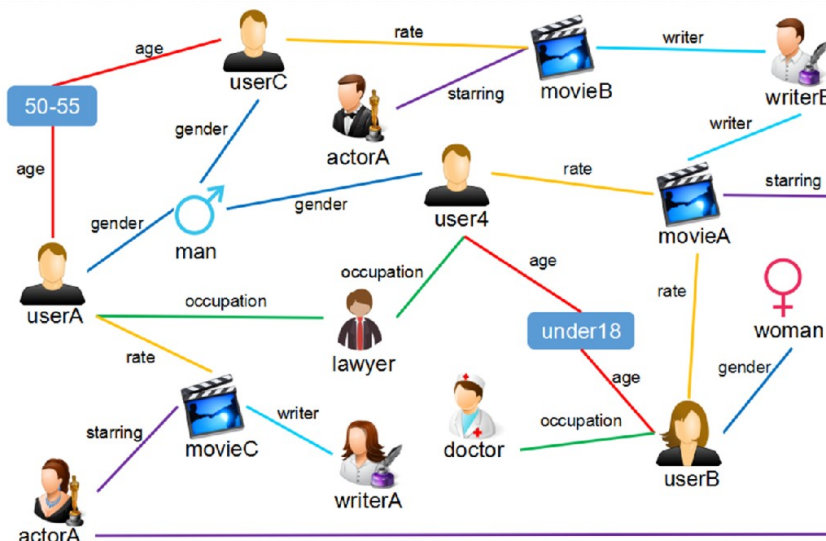 age
rate
writer
userC
50-55
starring
movieB
writerB
gender
actorA
writer
age
rate
starring
gender
gender
user4
man
movieA
occupation
age
rate
userA
occupation
under18
woman
lawyer
rate
age
gender
starring
writer
occupation
movieC
doctor
writerA
userB
actorA